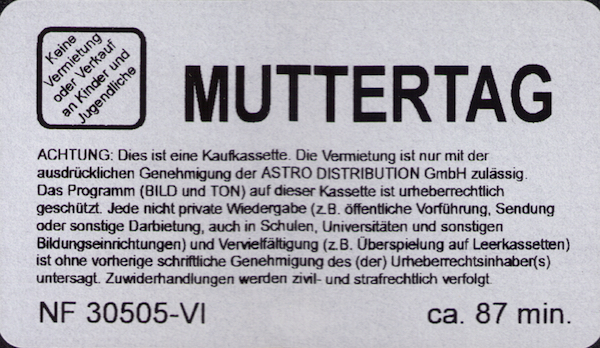 Keine
Vermietung
oder Verkauf
an Kinder und
Jugendliche
MUTTERTAG
ACHTUNG: Dies ist eine Kaufkassette. Die Vermietung ist nur mit der
ausdrücklichen Genehmigung der ASTRO DISTRIBUTION GmbH zulässig.
Das Programm (BILD und TON) auf dieser Kassette ist urheberrechtlich
geschützt. Jede nicht private Wiedergabe (z.B. öffentliche Vorführung, Sendung
oder sonstige Darbietung, auch in Schulen, Universitäten und sonstigen
Bildungseinrichtungen) und Vervielfältigung (z.B. Überspielung auf Leerkassetten)
ist ohne vorherige schriftliche Genehmigung des (der) Urheberrechtsinhaber(s)
untersagt. Zuwiderhandlungen werden zivil- und strafrechtlich verfolgt.
NF 30505-VI
ca. 87 min.